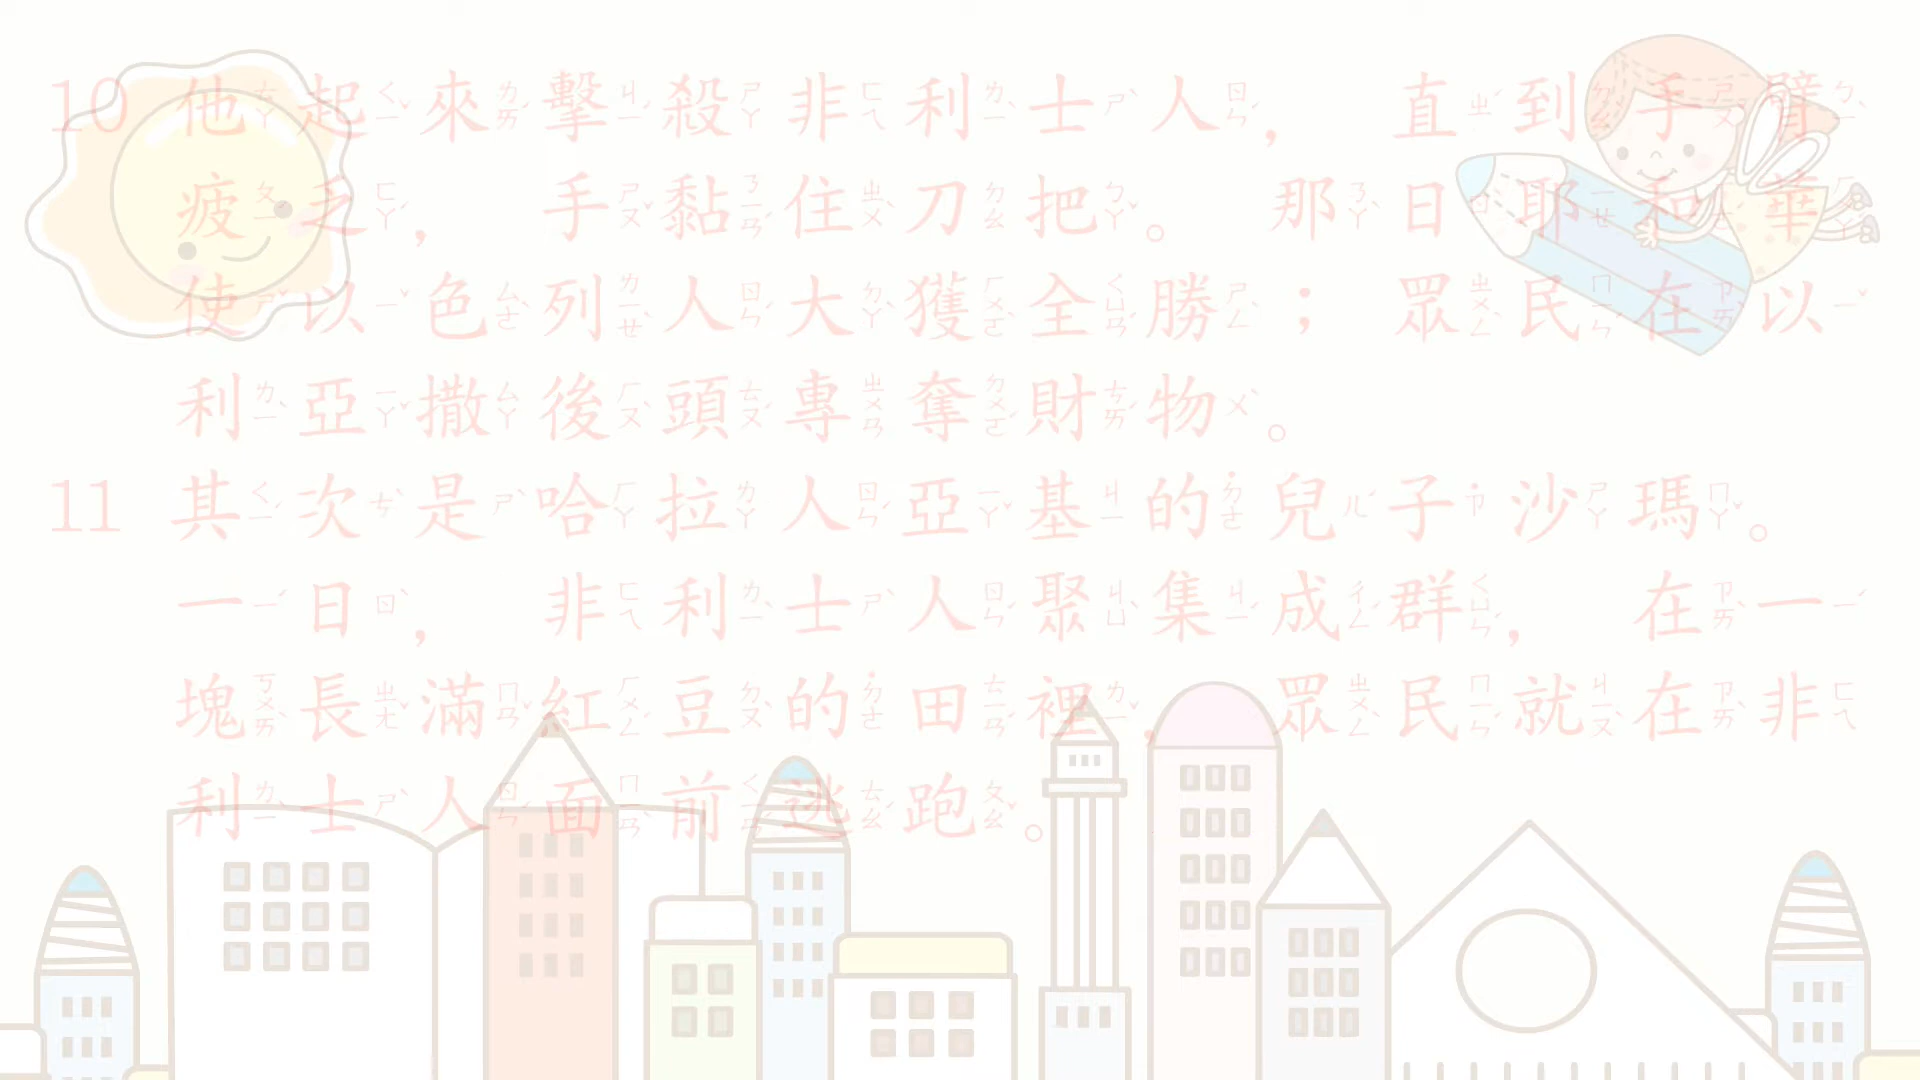 10 他起來擊殺非利士人， 直到手臂
疲乏， 手黏住刀把。 那日耶和華
使以色列人大獲全勝； 眾民在以
利亞撒後頭專奪財物。
11 其次是哈拉人亞基的兒子沙瑪。
一日， 非利士人聚集成群， 在一
塊長滿紅豆的田裡， 眾民就在非
利士人面前逃跑。